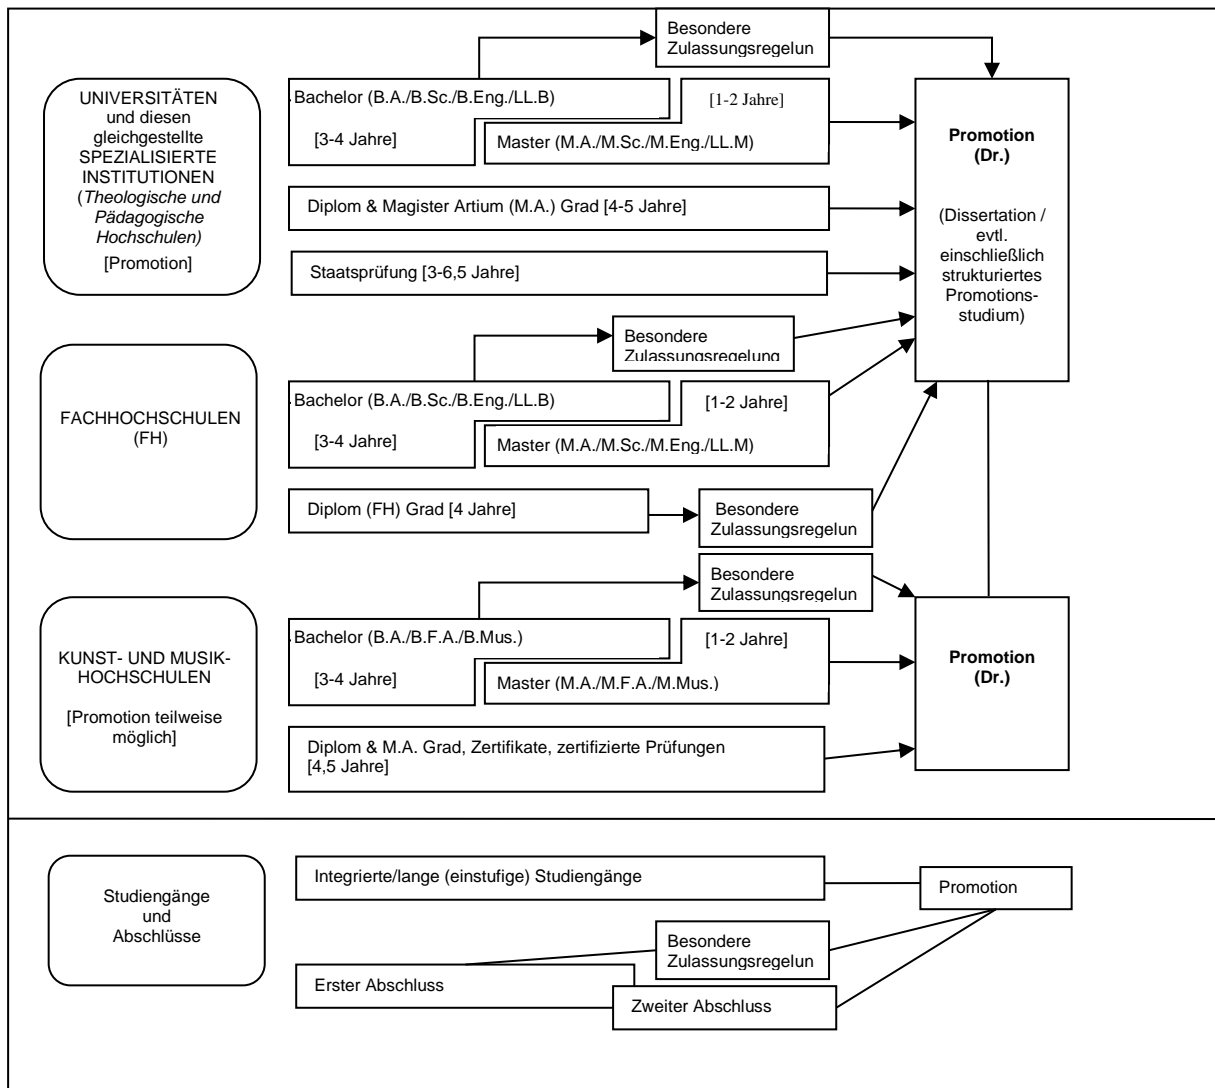 Besondere
Zulassungsregelun
UNIVERSITÄTEN
und diesen
gleichgestellte
SPEZIALISIERTE
INSTITUTIONEN
(Theologische und
Pädagogische
Hochschulen)
[Promotion]
Bachelor (B.A./B.Sc./B.Eng./LL.B)
[3-4 Jahre]
[1-2 Jahre]
Master (M.A./M.Sc./M.Eng./LL.M)
Diplom & Magister Artium (M.A.) Grad [4-5 Jahre]
Staatsprüfung [3-6,5 Jahre]
Promotion
(Dr.)
(Dissertation /
evtl.
einschließlich
strukturiertes
Promotions-
studium)
FACHHOCHSCHULEN
(FH)
Besondere
Zulassungsregelung
Bachelor (B.A./B.Sc./B.Eng./LL.B)
[3-4 Jahre]
[1-2 Jahre]
Master (M.A./M.Sc./M.Eng./LL.M)
Diplom (FH) Grad [4 Jahre]
Besondere
Zulassungsregelun
KUNST- UND MUSIK-
HOCHSCHULEN
[Promotion teilweise
möglich]
Besondere
Zulassungsregelun
Bachelor (B.A./B.F.A./B.Mus.)
[3-4 Jahre]
[1-2 Jahre]
Master (M.A./M.F.A./M.Mus.)
Diplom & M.A. Grad, Zertifikate, zertifizierte Prüfungen
[4,5 Jahre]
Promotion
(Dr.)
Studiengänge
und
Abschlüsse
Integrierte/lange (einstufige) Studiengänge
Promotion
Besondere
Zulassungsregelun
Erster Abschluss
Zweiter Abschluss